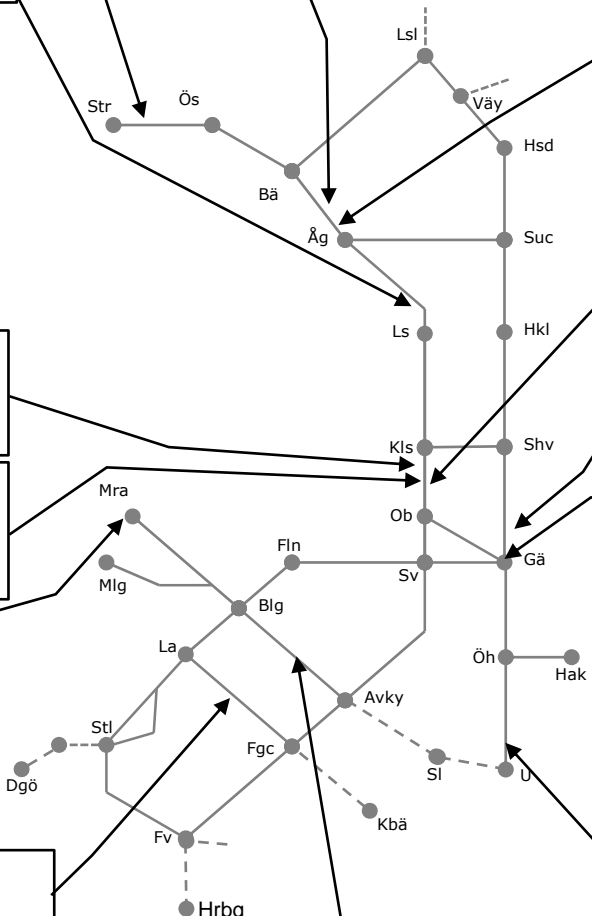 Lsl
Väy
Str
Ös
Hsd
Bä
Åg
Suc
Ls
Hkl
Kls
Shv
Mra
Ob
Fln
Gä
Mlg
Sv
Blg
La
Öh
Hak
Avky
Stl
Fgc
Sl
U
Dgö
Kbä
Fv
Hrbg